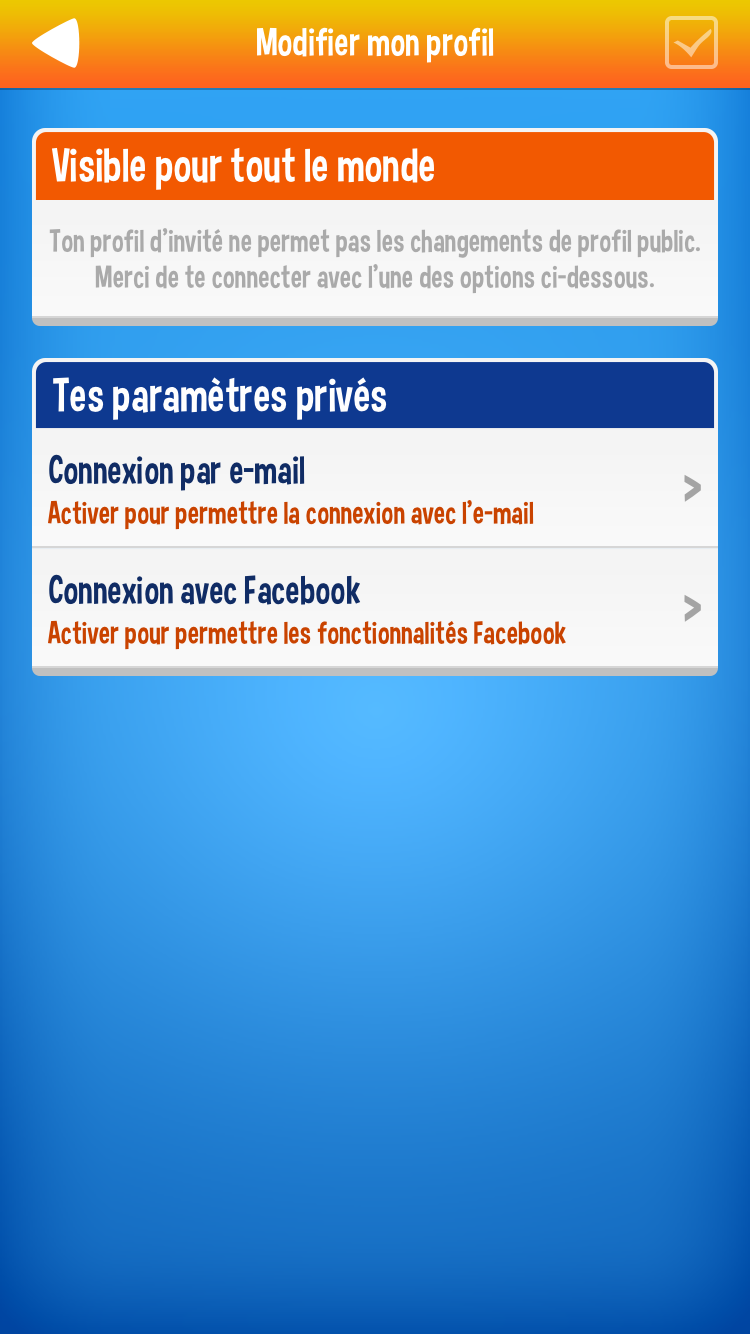 Modifier mon profil
Visible pour tout le monde
Ton profil d'invité ne permet pas les changements de profil public.
Merci de te connecter avec l'une des options ci-dessous.
Tes paramètres privés
Connexion par e-mail
Activer pour permettre la connexion avec l'e-mail
>
Connexion avec Facebook
Activer pour permettre les fonctionnalités Facebook
>